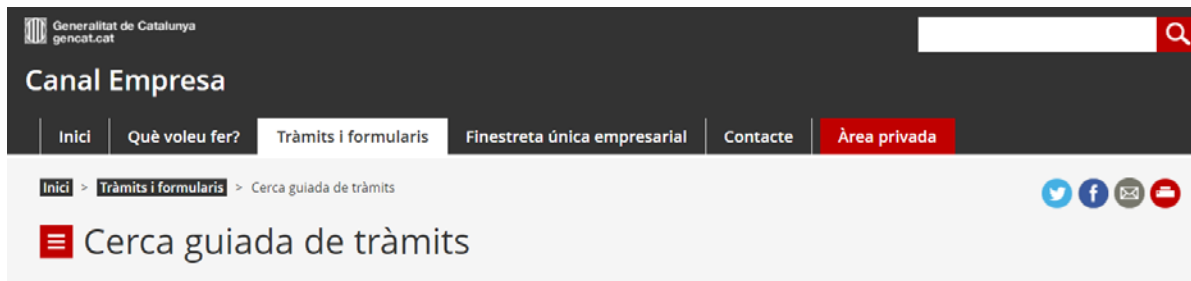 Generalitat de Catalunya
gencat.cat
Canal Empresa
Inici Què voleu fer? Tràmits i formularis Finestreta única empresarial Contacte Àrea privada
Inici > Tràmits i formularis > Cerca guiada de tràmits
Cerca guiada de tràmits